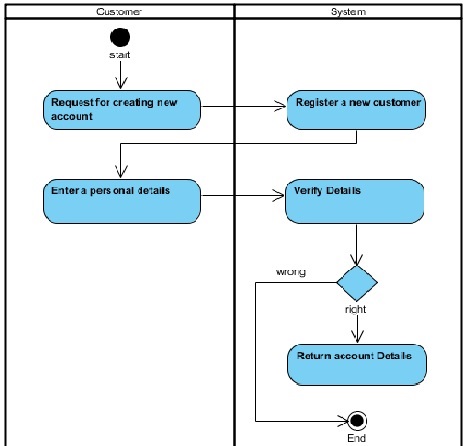 Customer
System
start
Request for creating new
account
Register a new customer
Enter a personal details
Verify Details
wrong
right
Return account Details
End